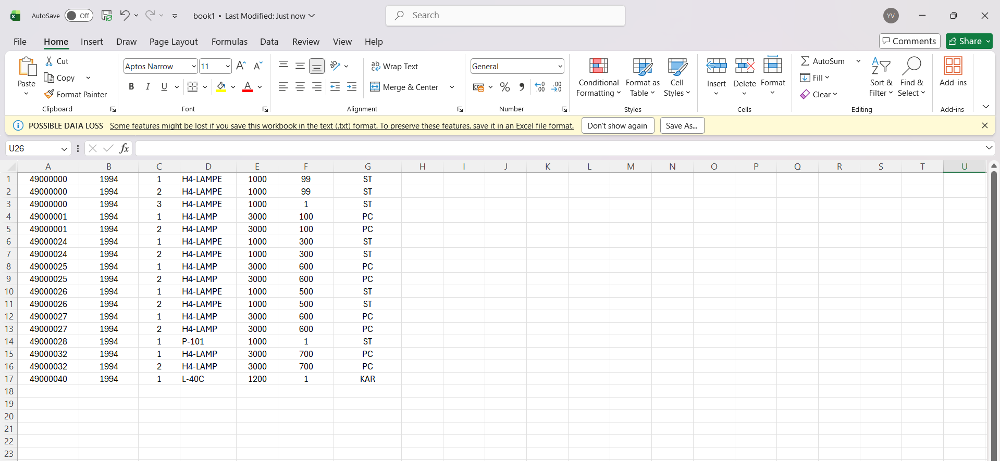 AutoSave Off book1 • Last Modified: Just now Search YV
File Home Insert Draw Page Layout Formulas Data Review View Help Comments Share
Paste Cut Copy Format Painter Clipboard
Aptos Narrow 11 A A B I U A Font
ab Wrap Text Merge & Center Alignment
General % Number
Conditional Formatting Format as Table Cell Styles Styles
Insert Delete Format Cells
AutoSum Fill Clear Sort & Filter Find & Select Editing
Add-ins Add-ins
POSSIBLE DATA LOSS Some features might be lost if you save this workbook in the text (.txt) format. To preserve these features, save it in an Excel file format. Don't show again Save As...
U26 fx
A B C D E F G H I J K L M N O P Q R S T U
1 49000000 1994 1 H4-LAMPE 1000 99 ST
2 49000000 1994 2 H4-LAMPE 1000 99 ST
3 49000000 1994 3 H4-LAMPE 1000 1 ST
4 49000001 1994 1 H4-LAMP 3000 100 PC
5 49000001 1994 2 H4-LAMP 3000 100 PC
6 49000024 1994 1 H4-LAMPE 1000 300 ST
7 49000024 1994 2 H4-LAMPE 1000 300 ST
8 49000025 1994 1 H4-LAMP 3000 600 PC
9 49000025 1994 2 H4-LAMP 3000 600 PC
10 49000026 1994 1 H4-LAMPE 1000 500 ST
11 49000026 1994 2 H4-LAMPE 1000 500 ST
12 49000027 1994 1 H4-LAMP 3000 600 PC
13 49000027 1994 2 H4-LAMP 3000 600 PC
14 49000028 1994 1 P-101 1000 1 ST
15 49000032 1994 1 H4-LAMP 3000 700 PC
16 49000032 1994 2 H4-LAMP 3000 700 PC
17 49000040 1994 1 L-40C 1200 1 KAR
18
19
20
21
22
23